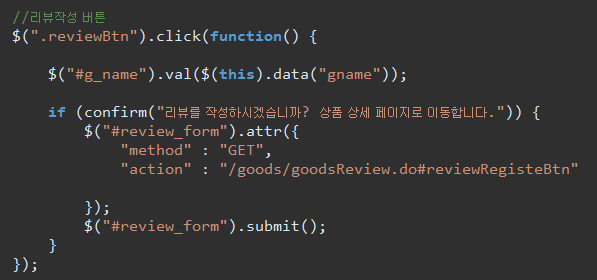 //리뷰작성 버튼
$(".reviewBtn").click(function() {
$("#g_name").val($(this).data("gname"));
if (confirm("리뷰를 작성하시겠습니까? 상품 상세 페이지로 이동합니다.")) {
$("#review_form").attr({
"method" : "GET",
"action" : "/goods/goodsReview.do#reviewRegisteBtn"
});
$("#review_form").submit();
}
});